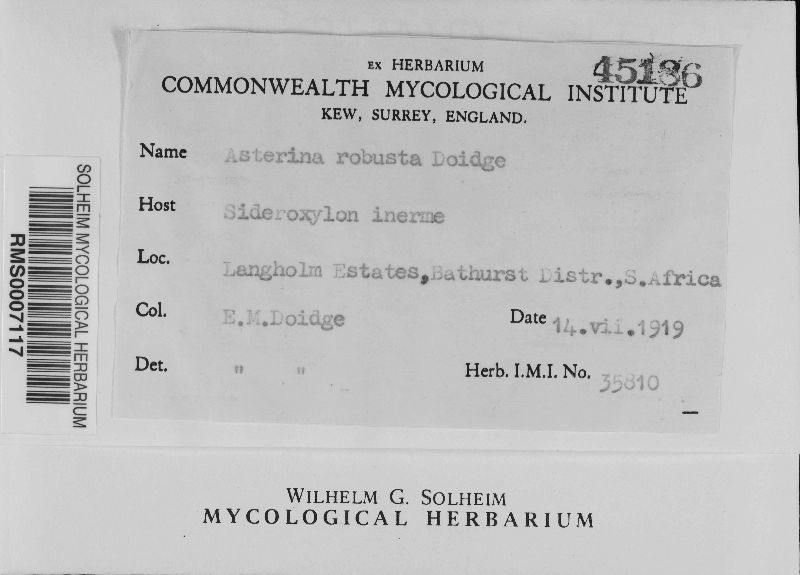 EX HERBARIUM
45186
COMMONWEALTH MYCOLOGICAL INSTITUTE
KEW, SURREY, ENGLAND.
Name Asterina robusta Doidge
Host Sideroxylon inerme
Loc. Langholm Estates,Bathurst Distr.,S.Africa
Col. E.M.Doidge Date 14.vii.1919
Det. " " Herb. I.M.I. No. 35810
SOLHEIM MYCOLOGICAL HERBARIUM
RMS0007117
WILHELM G. SOLHEIM
MYCOLOGICAL HERBARIUM